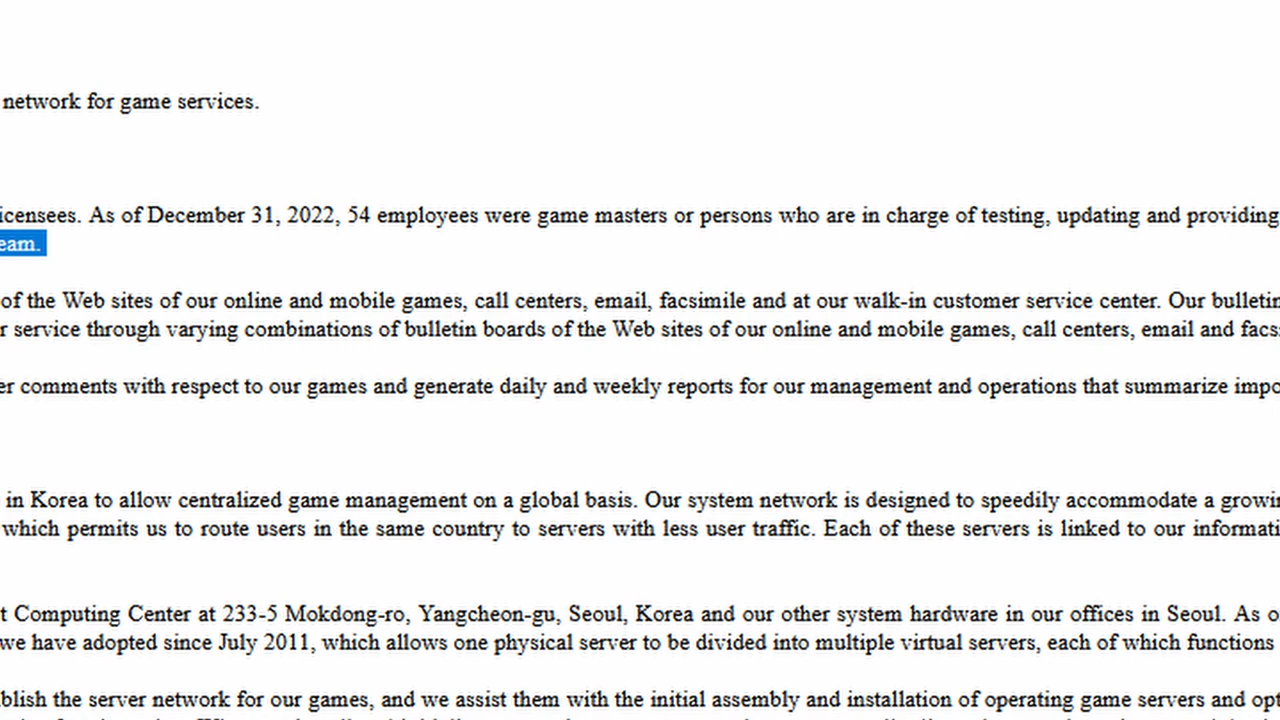 network for game services.
icensees. As of December 31, 2022, 54 employees were game masters or persons who are in charge of testing, updating and providing
eam.
of the Web sites of our online and mobile games, call centers, email, facsimile and at our walk-in customer service center. Our bulletin
r service through varying combinations of bulletin boards of the Web sites of our online and mobile games, call centers, email and facs
er comments with respect to our games and generate daily and weekly reports for our management and operations that summarize impo
in Korea to allow centralized game management on a global basis. Our system network is designed to speedily accommodate a growin
which permits us to route users in the same country to servers with less user traffic. Each of these servers is linked to our informati
t Computing Center at 233-5 Mokdong-ro, Yangcheon-gu, Seoul, Korea and our other system hardware in our offices in Seoul. As o
we have adopted since July 2011, which allows one physical server to be divided into multiple virtual servers, each of which functions
blish the server network for our games, and we assist them with the initial assembly and installation of operating game servers and opt